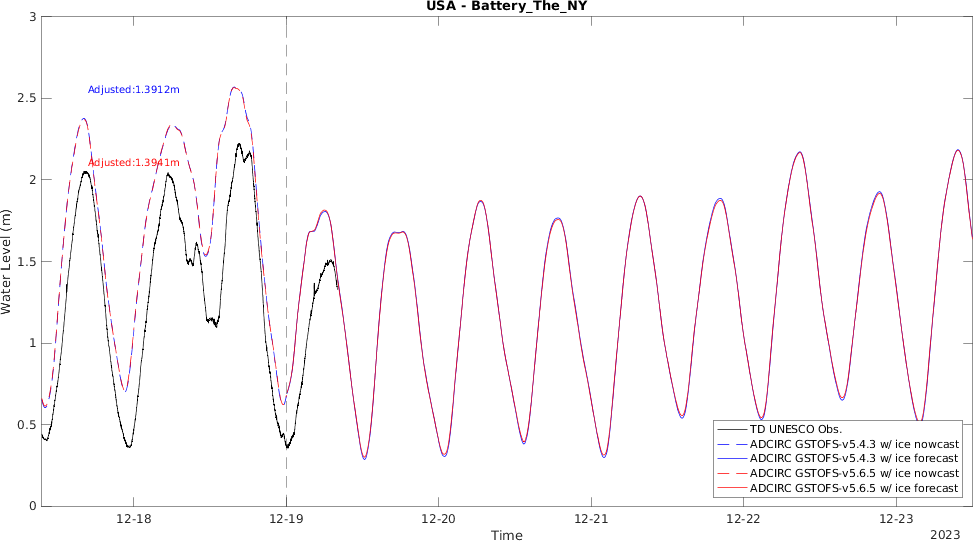 USA - Battery_The_NY
3
2.5
2
1.5
1
0.5
0
Water Level (m)
Adjusted:1.3912m
Adjusted:1.3941m
TD UNESCO Obs.
ADCIRC GSTOFS-v5.4.3 w/ ice nowcast
ADCIRC GSTOFS-v5.4.3 w/ ice forecast
ADCIRC GSTOFS-v5.6.5 w/ ice nowcast
ADCIRC GSTOFS-v5.6.5 w/ ice forecast
12-18
12-19
12-20
12-21
12-22
12-23
Time
2023